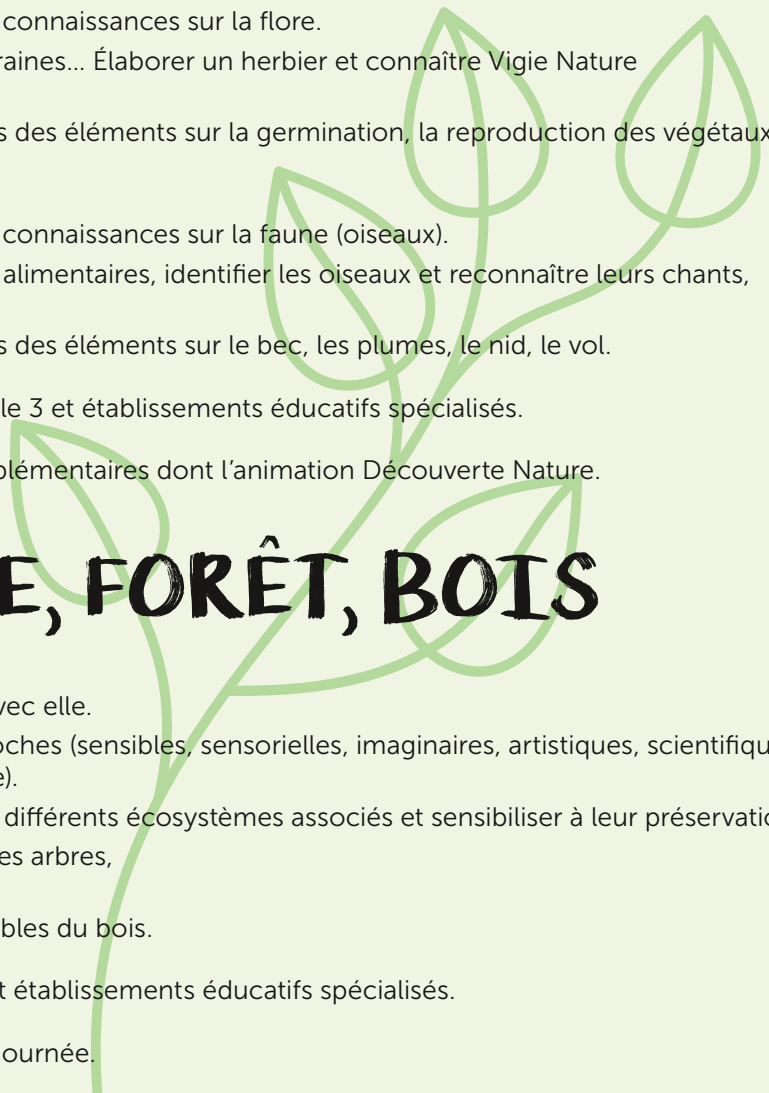 connaissances sur la flore.
raines... Élaborer un herbier et connaître Vigie Nature
s des éléments sur la germination, la reproduction des végétaux
connaissances sur la faune (oiseaux).
alimentaires, identifier les oiseaux et reconnaître leurs chants,
s des éléments sur le bec, les plumes, le nid, le vol.
le 3 et établissements éducatifs spécialisés.
plémentaires dont l’animation Découverte Nature.
E, FORÊT, BOIS
vec elle.
oches (sensibles, sensorielles, imaginaires, artistiques, scientifiqu
e).
différents écosystèmes associés et sensibiliser à leur préservatio
es arbres,
bles du bois.
t établissements éducatifs spécialisés.
ournée.